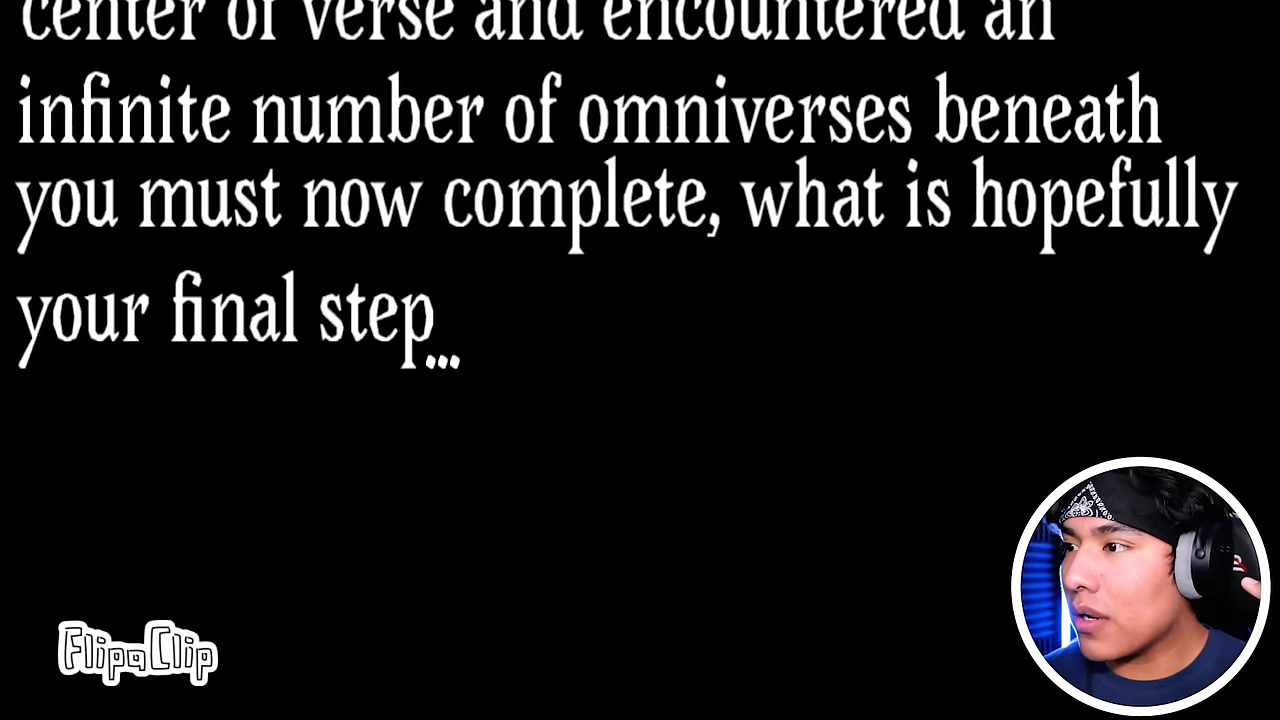 center of verse and encountered an
infinite number of omniverses beneath
you must now complete, what is hopefully
your final step...
FlipaClip